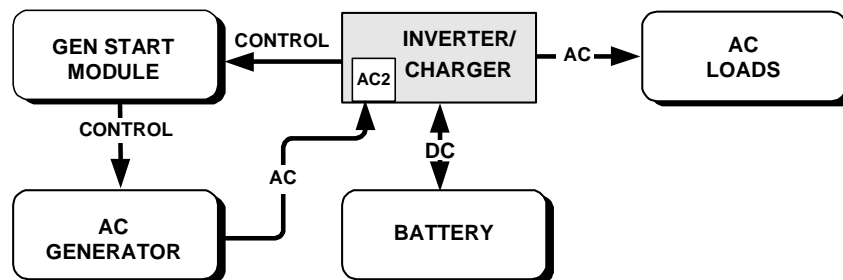 GEN START
MODULE
CONTROL
INVERTER/
CHARGER
AC2
AC
AC
LOADS
CONTROL
AC
DC
AC
GENERATOR
BATTERY